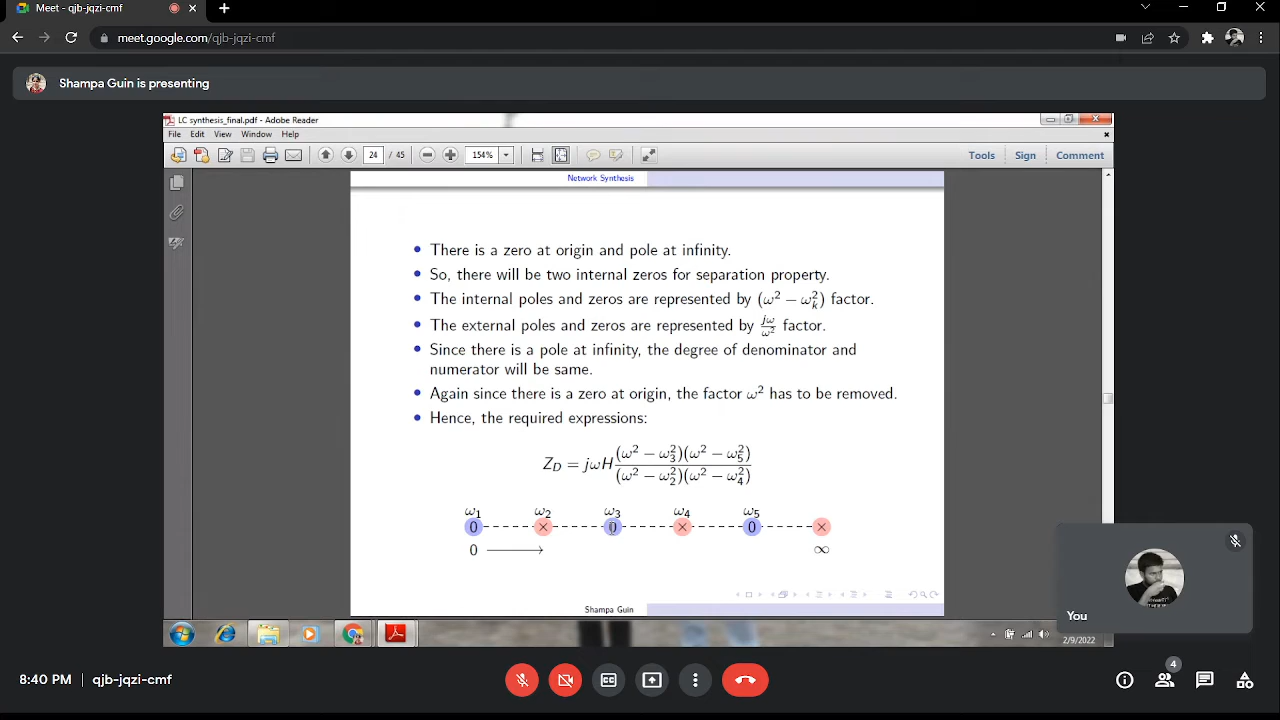 Meet - qjb-jqzi-cmf
meet.google.com/qjb-jqzi-cmf
Shampa Guin is presenting
LC synthesis_final.pdf - Adobe Reader
File Edit View Window Help
24 / 45 154% Tools Sign Comment
Network Synthesis
• There is a zero at origin and pole at infinity.
• So, there will be two internal zeros for separation property.
• The internal poles and zeros are represented by (ω² − ωₖ²) factor.
• The external poles and zeros are represented by jω/ω² factor.
• Since there is a pole at infinity, the degree of denominator and
numerator will be same.
• Again since there is a zero at origin, the factor ω² has to be removed.
• Hence, the required expressions:
Z_D = jωH (ω² − ω₃²)(ω² − ω₅²) / (ω² − ω₂²)(ω² − ω₄²)
ω₁ ω₂ ω₃ ω₄ ω₅
0 × 0 × 0 ×
0 ∞
Shampa Guin
You
2/9/2022
8:40 PM | qjb-jqzi-cmf
4